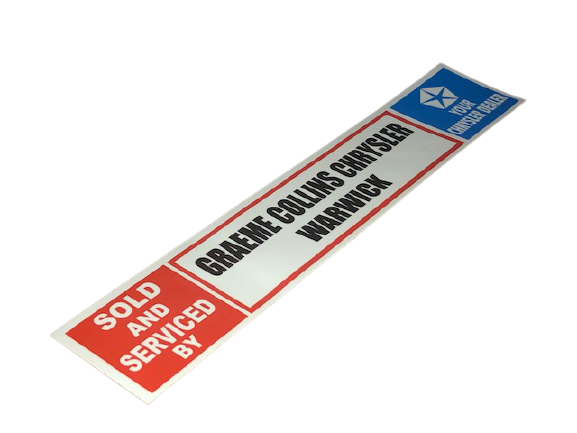 SOLD
AND
SERVICED
BY
GRAEME COLLINS CHRYSLER
WARWICK
YOUR
CHRYSLER DEALER